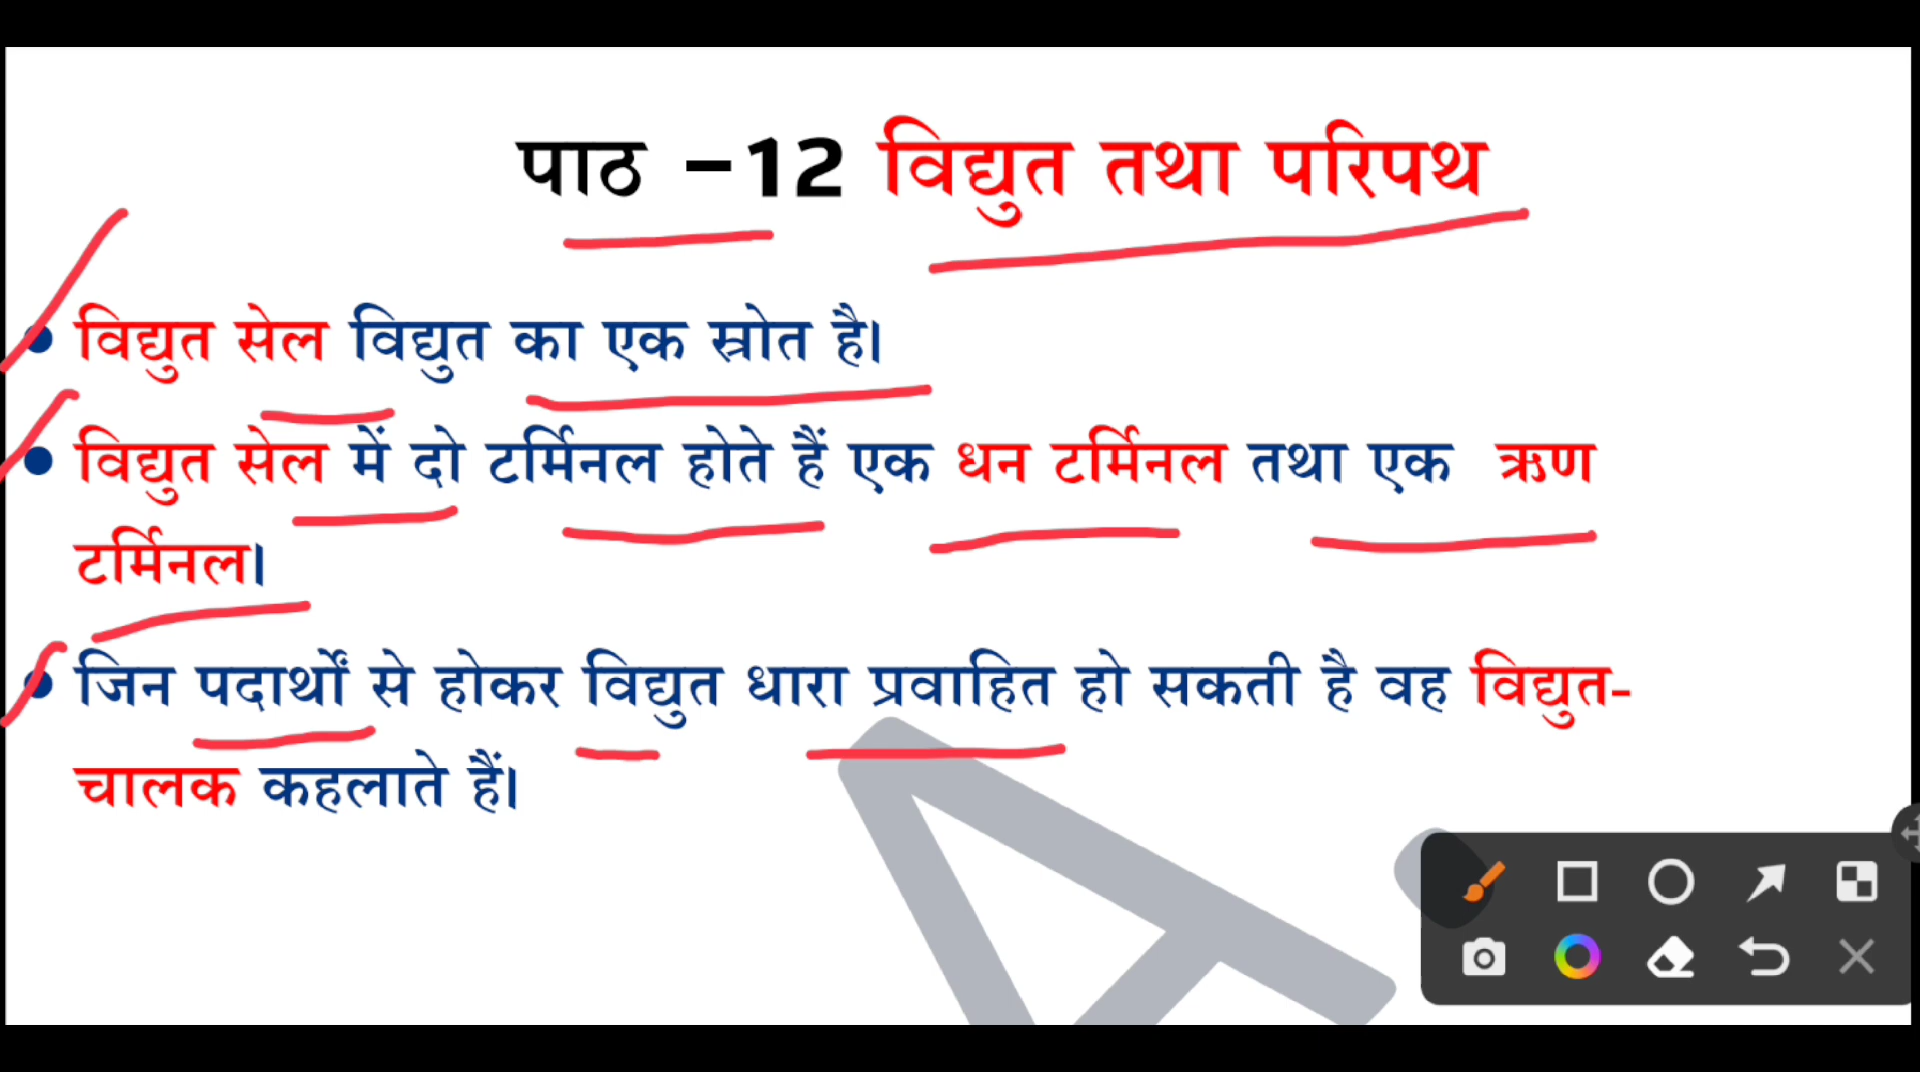 पाठ –12 विद्युत तथा परिपथ
• विद्युत सेल विद्युत का एक स्रोत है।
• विद्युत सेल में दो टर्मिनल होते हैं एक धन टर्मिनल तथा एक ऋण
टर्मिनल।
• जिन पदार्थों से होकर विद्युत धारा प्रवाहित हो सकती है वह विद्युत-
चालक कहलाते हैं।